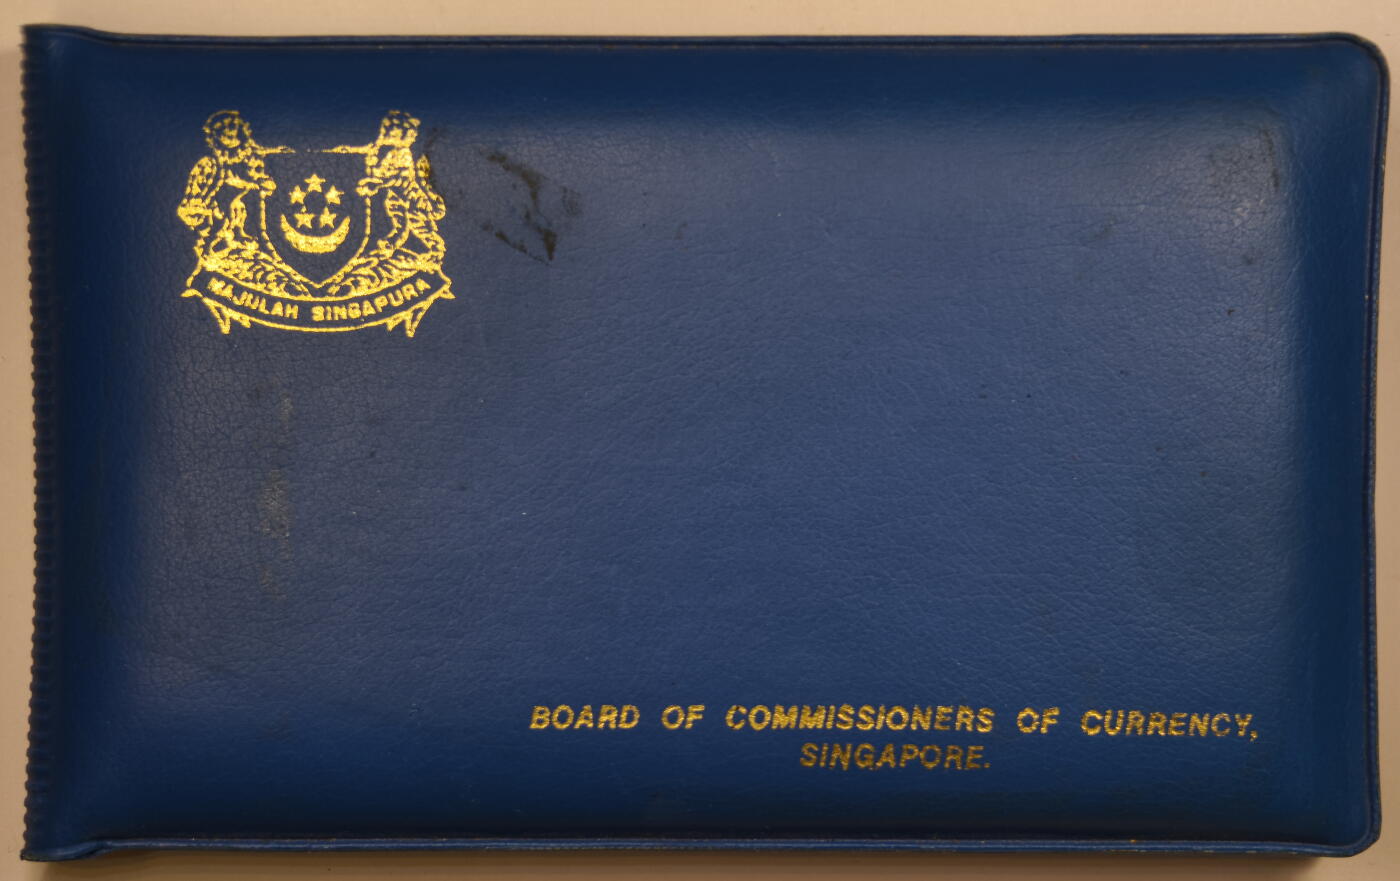 MAJULAH SINGAPURA
BOARD OF COMMISSIONERS OF CURRENCY,
SINGAPORE.